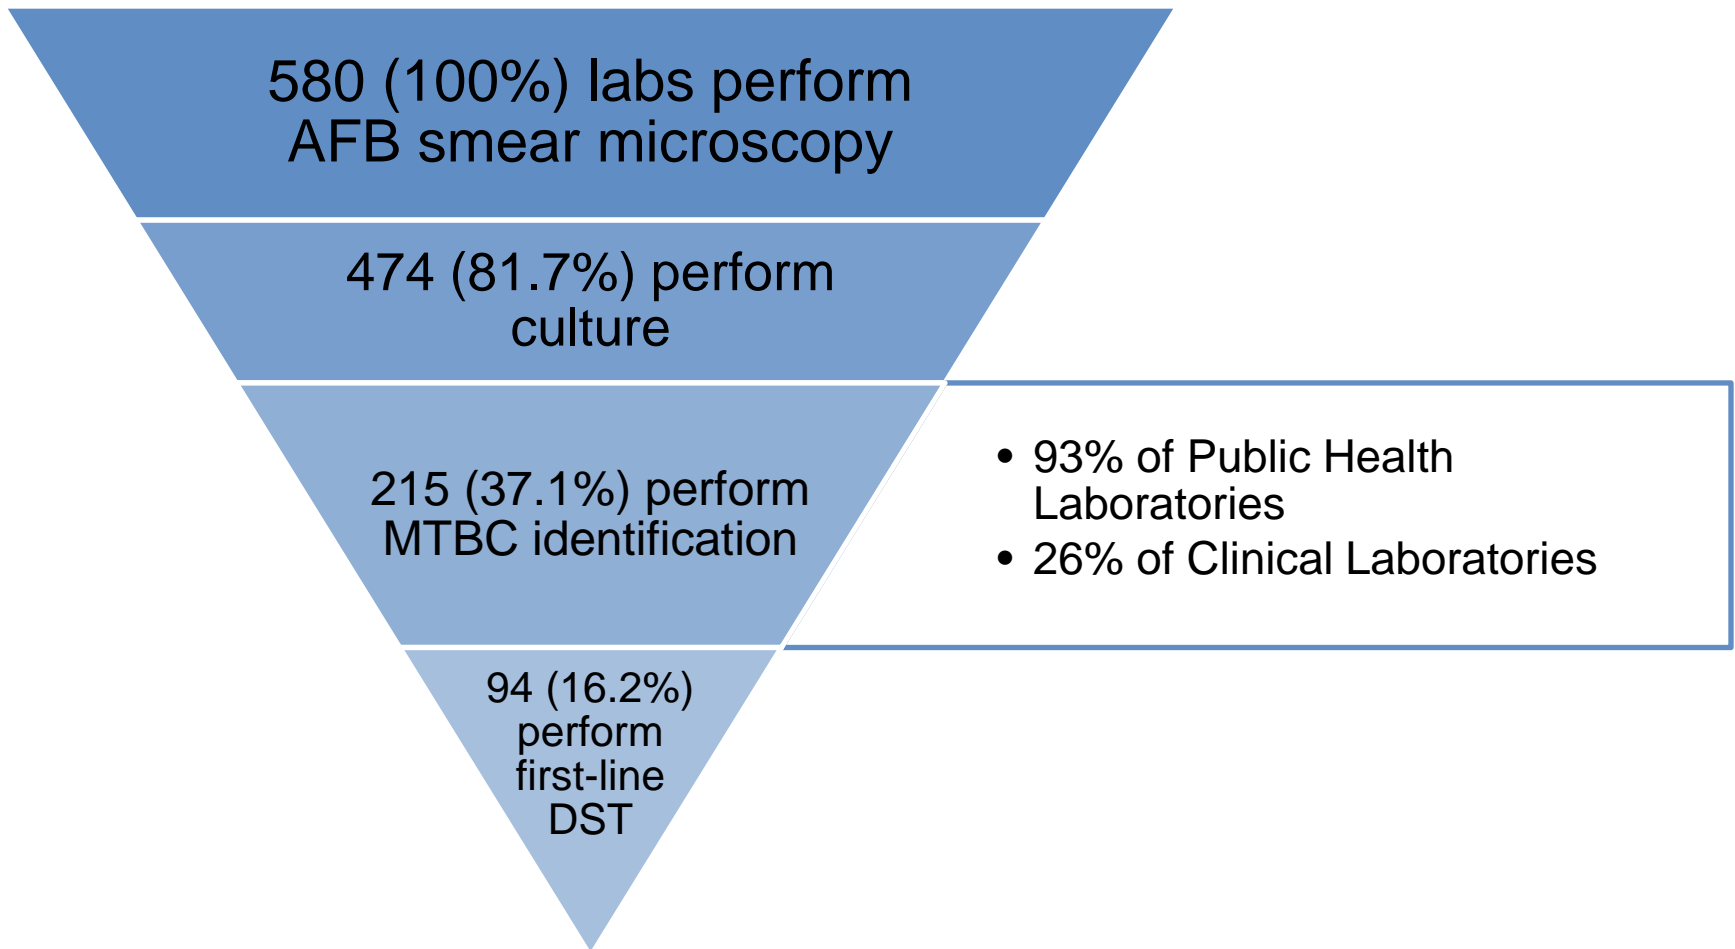 580 (100%) labs perform
AFB smear microscopy
474 (81.7%) perform
culture
215 (37.1%) perform
MTBC identification
• 93% of Public Health
Laboratories
• 26% of Clinical Laboratories
94 (16.2%)
perform
first-line
DST